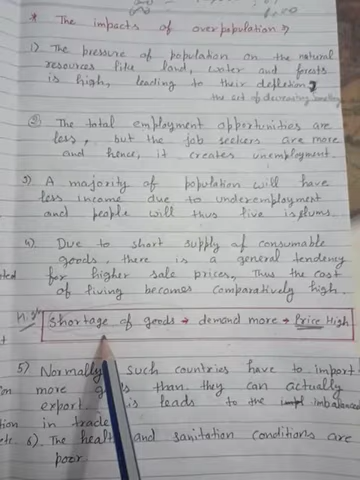 * The impacts of overpopulation :-
1) The pressure of population on the natural
resources like land, water and forests
is high, leading to their depletion
the act of decreasing something
2) The total employment opportunities are
less, but the job seekers are more
and hence, it creates unemployment.
3) A majority of population will have
less income due to underemployment
and people will thus live in slums.
4) Due to short supply of consumable
goods, there is a general tendency
for higher sale prices, Thus the cost
of living becomes comparatively high.
High
Shortage of goods → demand more → Price High
5) Normally such countries have to import
more than they can actually
export. is leads to the imbalanced
in trade
6) The and sanitation conditions are
poor